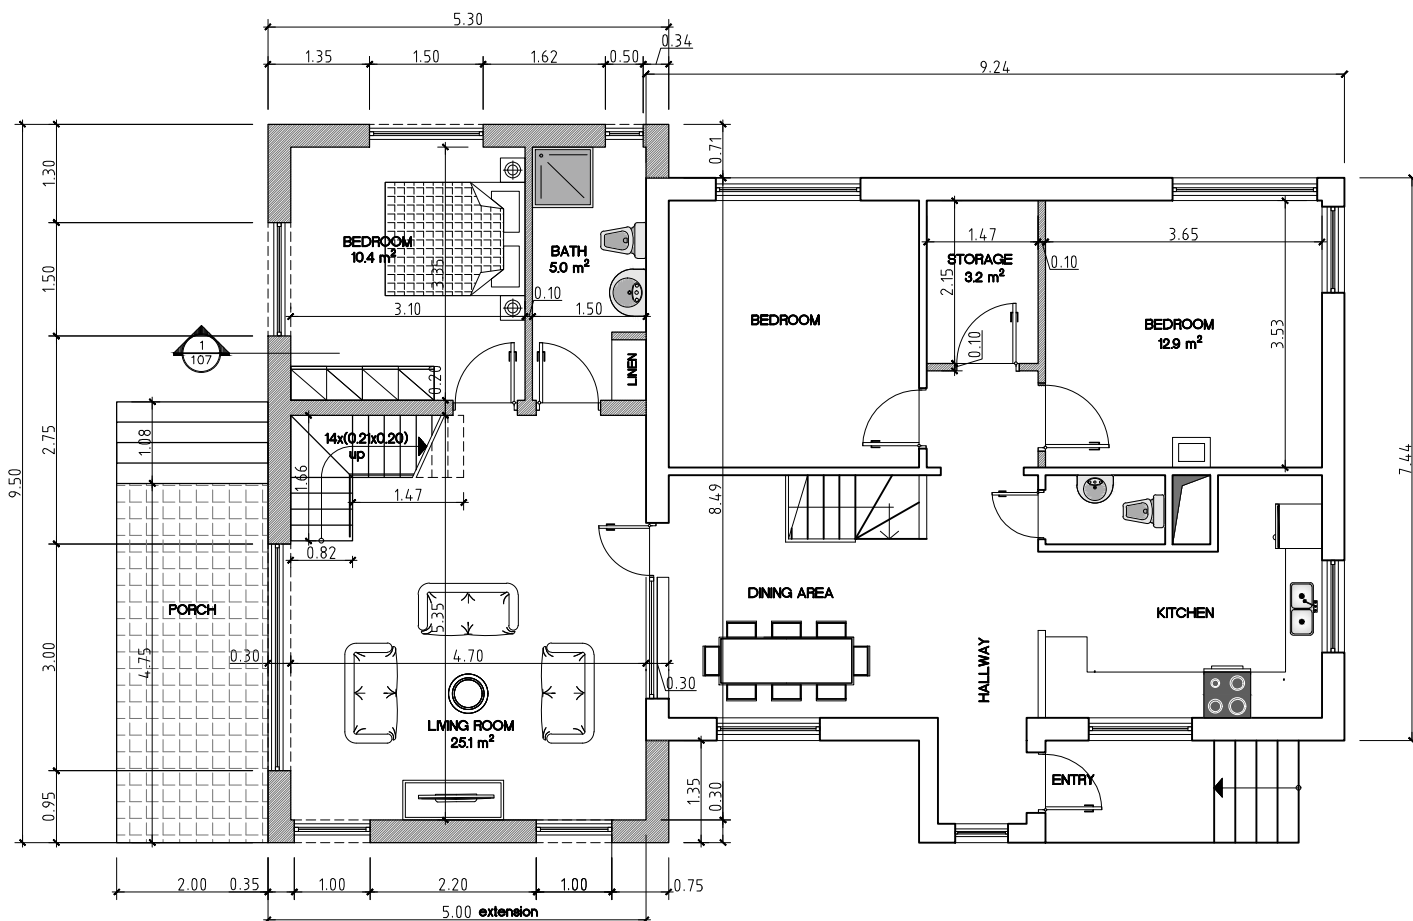 5.30
0.34
1.35
1.50
1.62
0.50
9.24
1.30
0.71
BEDROOM
10.4 m²
BATH
5.0 m²
1.47
3.65
STORAGE
3.2 m²
0.10
3.35
2.15
1.50
0.10
3.10
1.50
BEDROOM
BEDROOM
12.9 m²
3.53
0.10
1
107
LINEN
0.20
2.75
1.08
14x(0.21x0.20)
up
1.66
1.47
7.44
9.50
8.49
0.82
PORCH
DINING AREA
KITCHEN
5.35
3.00
4.75
0.30
4.70
0.30
HALLWAY
LIVING ROOM
25.1 m²
ENTRY
0.95
1.35
0.30
2.00
0.35
1.00
2.20
1.00
0.75
5.00 extension